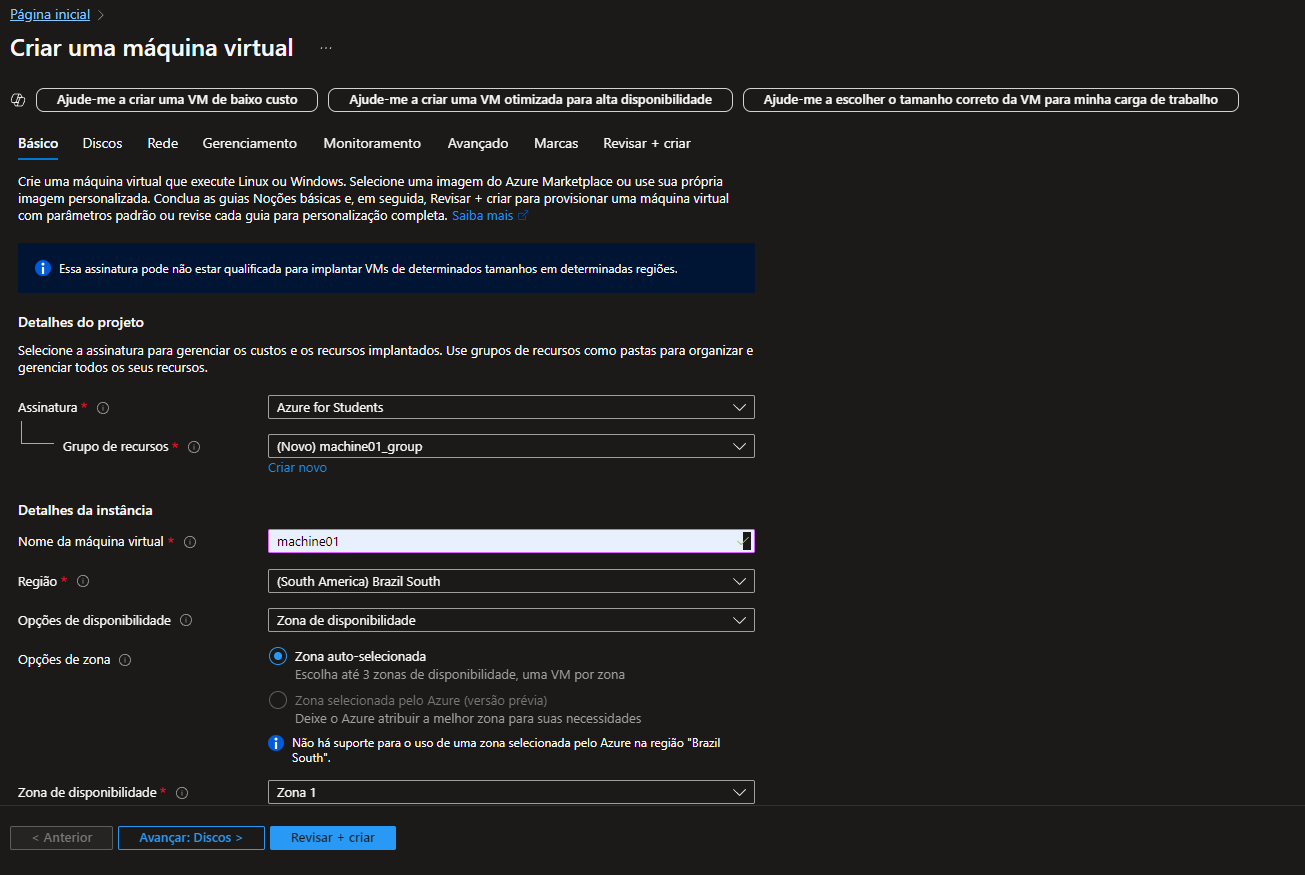 Página inicial
Criar uma máquina virtual
Ajude-me a criar uma VM de baixo custo
Ajude-me a criar uma VM otimizada para alta disponibilidade
Ajude-me a escolher o tamanho correto da VM para minha carga de trabalho
Básico Discos Rede Gerenciamento Monitoramento Avançado Marcas Revisar + criar
Crie uma máquina virtual que execute Linux ou Windows. Selecione uma imagem do Azure Marketplace ou use sua própria
imagem personalizada. Conclua as guias Noções básicas e, em seguida, Revisar + criar para provisionar uma máquina virtual
com parâmetros padrão ou revise cada guia para personalização completa. Saiba mais
Essa assinatura pode não estar qualificada para implantar VMs de determinados tamanhos em determinadas regiões.
Detalhes do projeto
Selecione a assinatura para gerenciar os custos e os recursos implantados. Use grupos de recursos como pastas para organizar e
gerenciar todos os seus recursos.
Assinatura *
Azure for Students
Grupo de recursos *
(Novo) machine01_group
Criar novo
Detalhes da instância
Nome da máquina virtual *
machine01
Região *
(South America) Brazil South
Opções de disponibilidade
Zona de disponibilidade
Opções de zona
Zona auto-selecionada
Escolha até 3 zonas de disponibilidade, uma VM por zona
Zona selecionada pelo Azure (versão prévia)
Deixe o Azure atribuir a melhor zona para suas necessidades
Não há suporte para o uso de uma zona selecionada pelo Azure na região "Brazil
South".
Zona de disponibilidade *
Zona 1
< Anterior
Avançar: Discos >
Revisar + criar